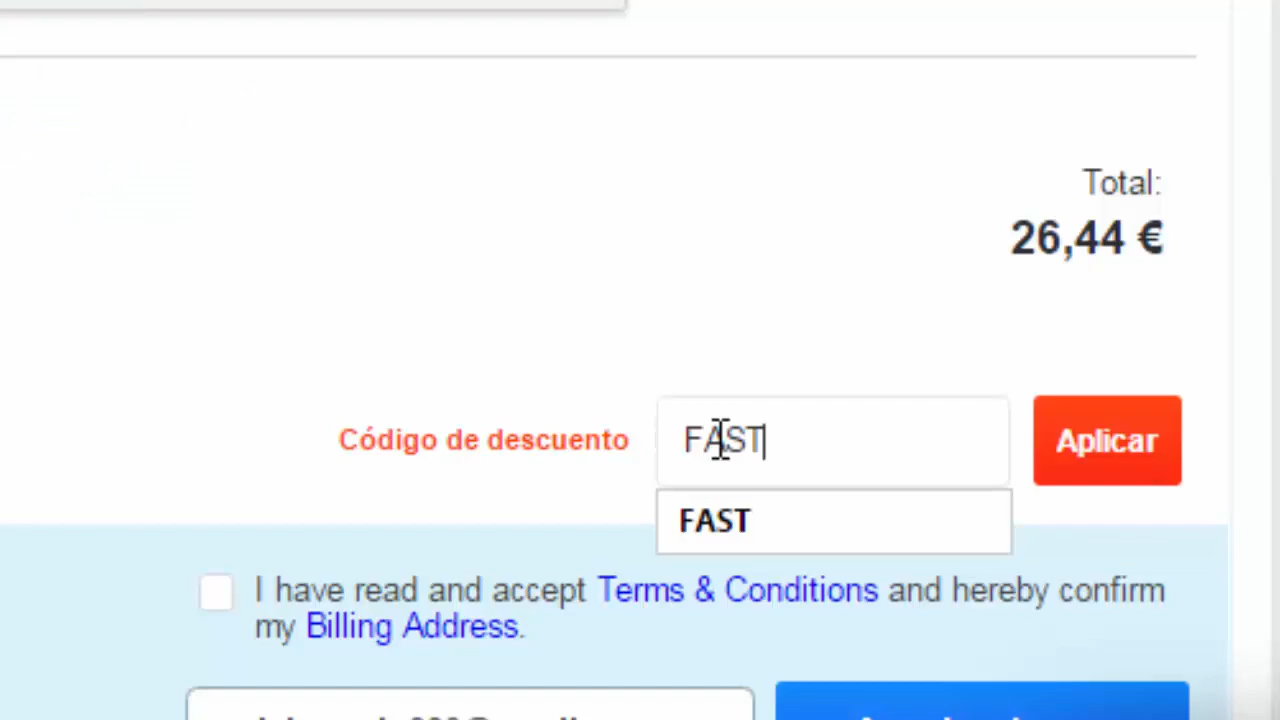 Total:
26,44 €
Código de descuento
FAST
Aplicar
FAST
I have read and accept Terms & Conditions and hereby confirm
my Billing Address.